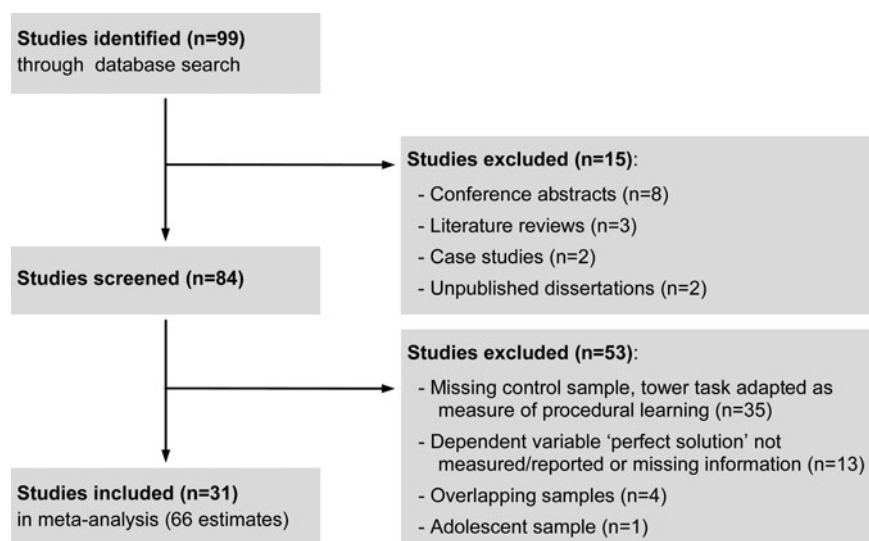 Studies identified (n=99)
through database search
Studies excluded (n=15):
- Conference abstracts (n=8)
- Literature reviews (n=3)
- Case studies (n=2)
- Unpublished dissertations (n=2)
Studies screened (n=84)
Studies excluded (n=53):
- Missing control sample, tower task adapted as
measure of procedural learning (n=35)
- Dependent variable ‘perfect solution’ not
measured/reported or missing information (n=13)
- Overlapping samples (n=4)
- Adolescent sample (n=1)
Studies included (n=31)
in meta-analysis (66 estimates)